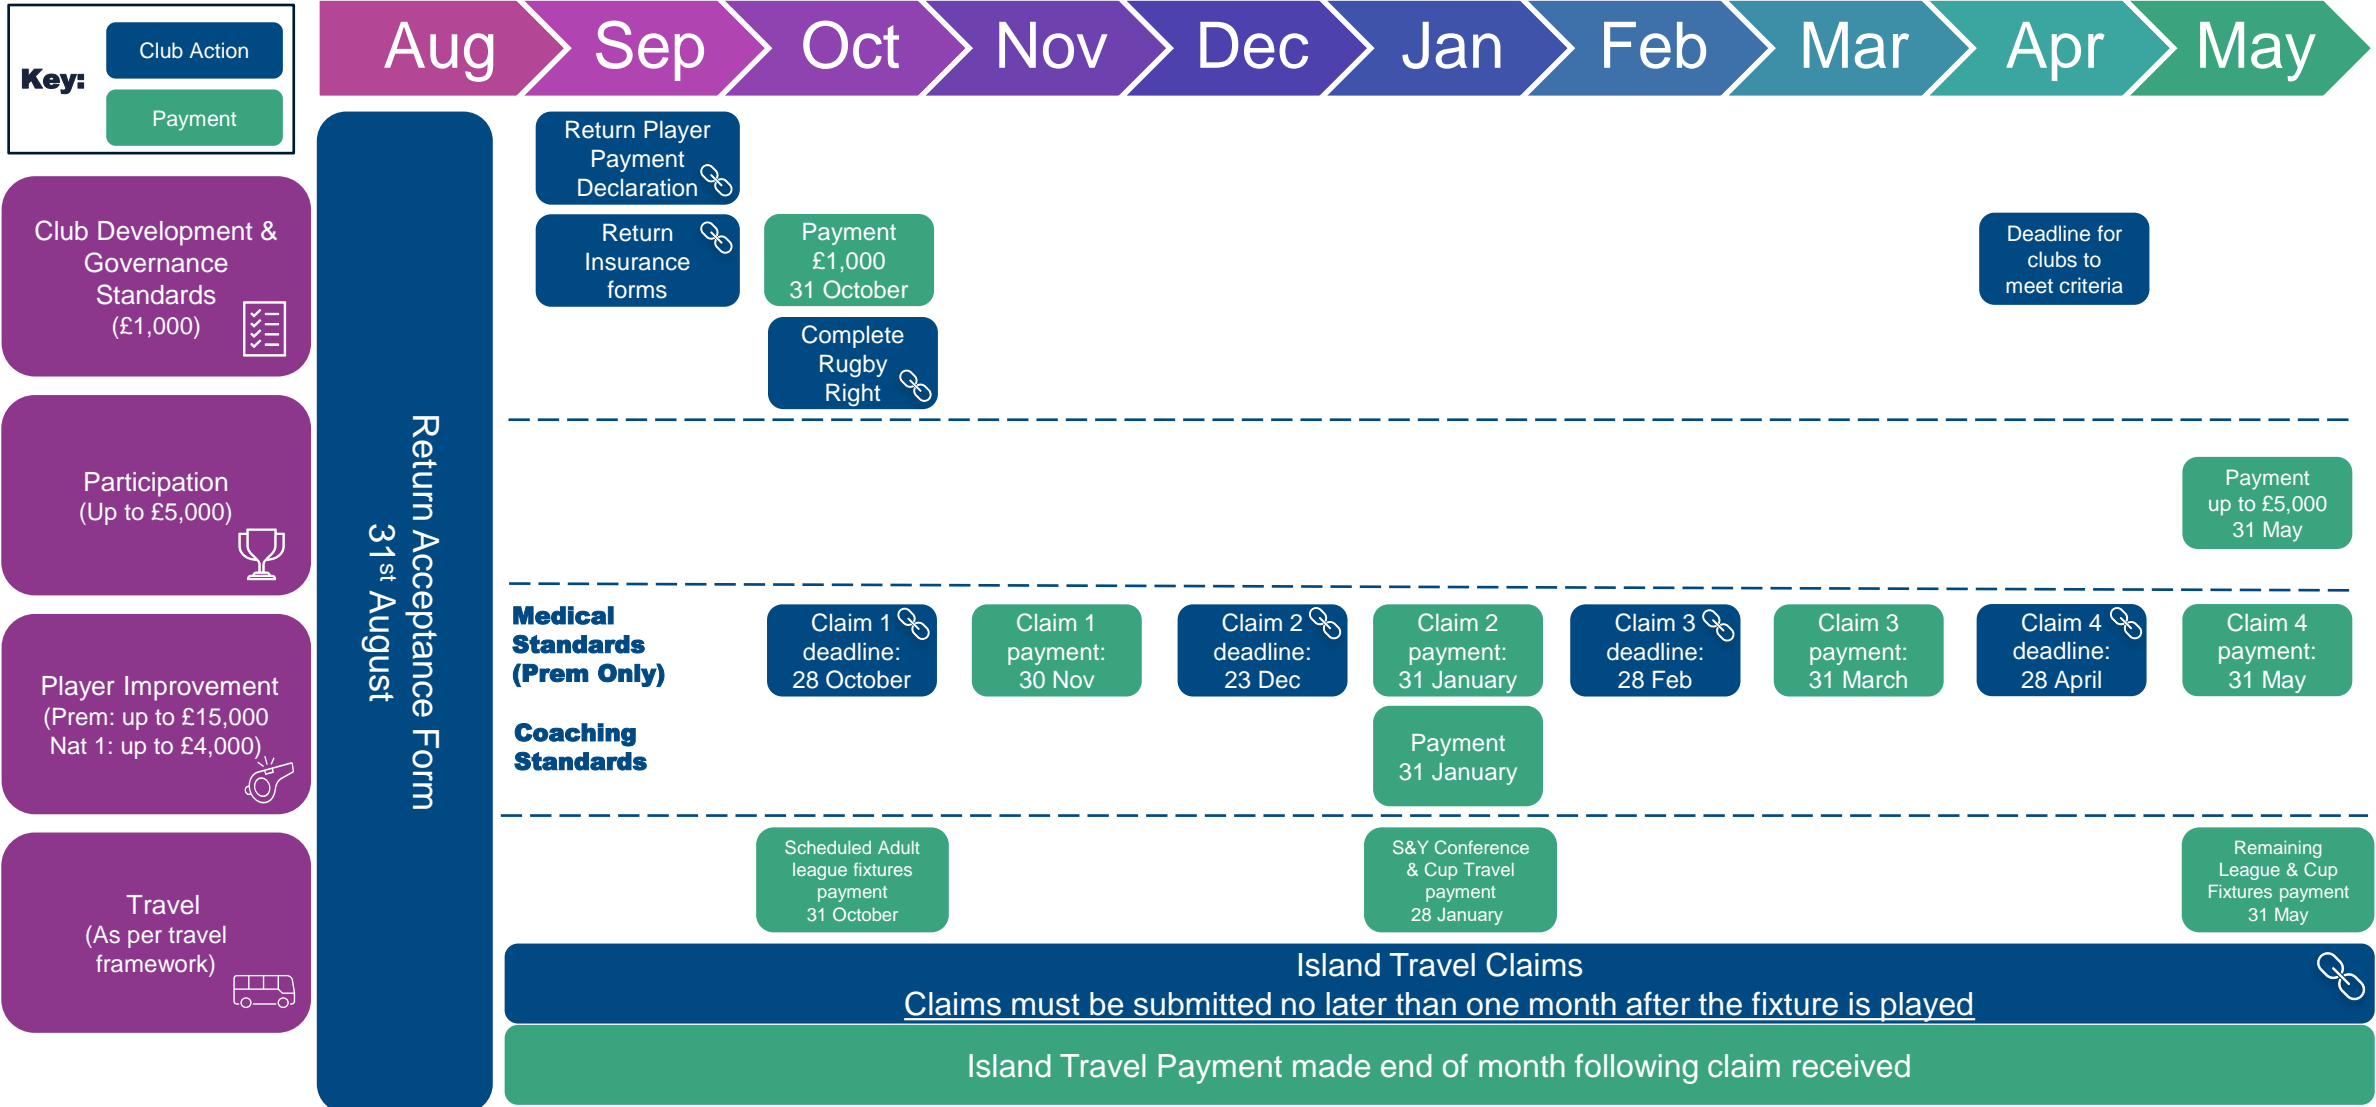 Key:
Club Action
Payment
Aug
Sep
Oct
Nov
Dec
Jan
Feb
Mar
Apr
May
Return Acceptance Form
31st August
Club Development &
Governance
Standards
(£1,000)
Return Player
Payment
Declaration
Return
Insurance
forms
Payment
£1,000
31 October
Complete
Rugby
Right
Deadline for
clubs to
meet criteria
Participation
(Up to £5,000)
Payment
up to £5,000
31 May
Player Improvement
(Prem: up to £15,000
Nat 1: up to £4,000)
Medical
Standards
(Prem Only)
Claim 1
deadline:
28 October
Claim 1
payment:
30 Nov
Claim 2
deadline:
23 Dec
Claim 2
payment:
31 January
Claim 3
deadline:
28 Feb
Claim 3
payment:
31 March
Claim 4
deadline:
28 April
Claim 4
payment:
31 May
Coaching
Standards
Payment
31 January
Travel
(As per travel
framework)
Scheduled Adult
league fixtures
payment
31 October
S&Y Conference
& Cup Travel
payment
28 January
Remaining
League & Cup
Fixtures payment
31 May
Island Travel Claims
Claims must be submitted no later than one month after the fixture is played
Island Travel Payment made end of month following claim received